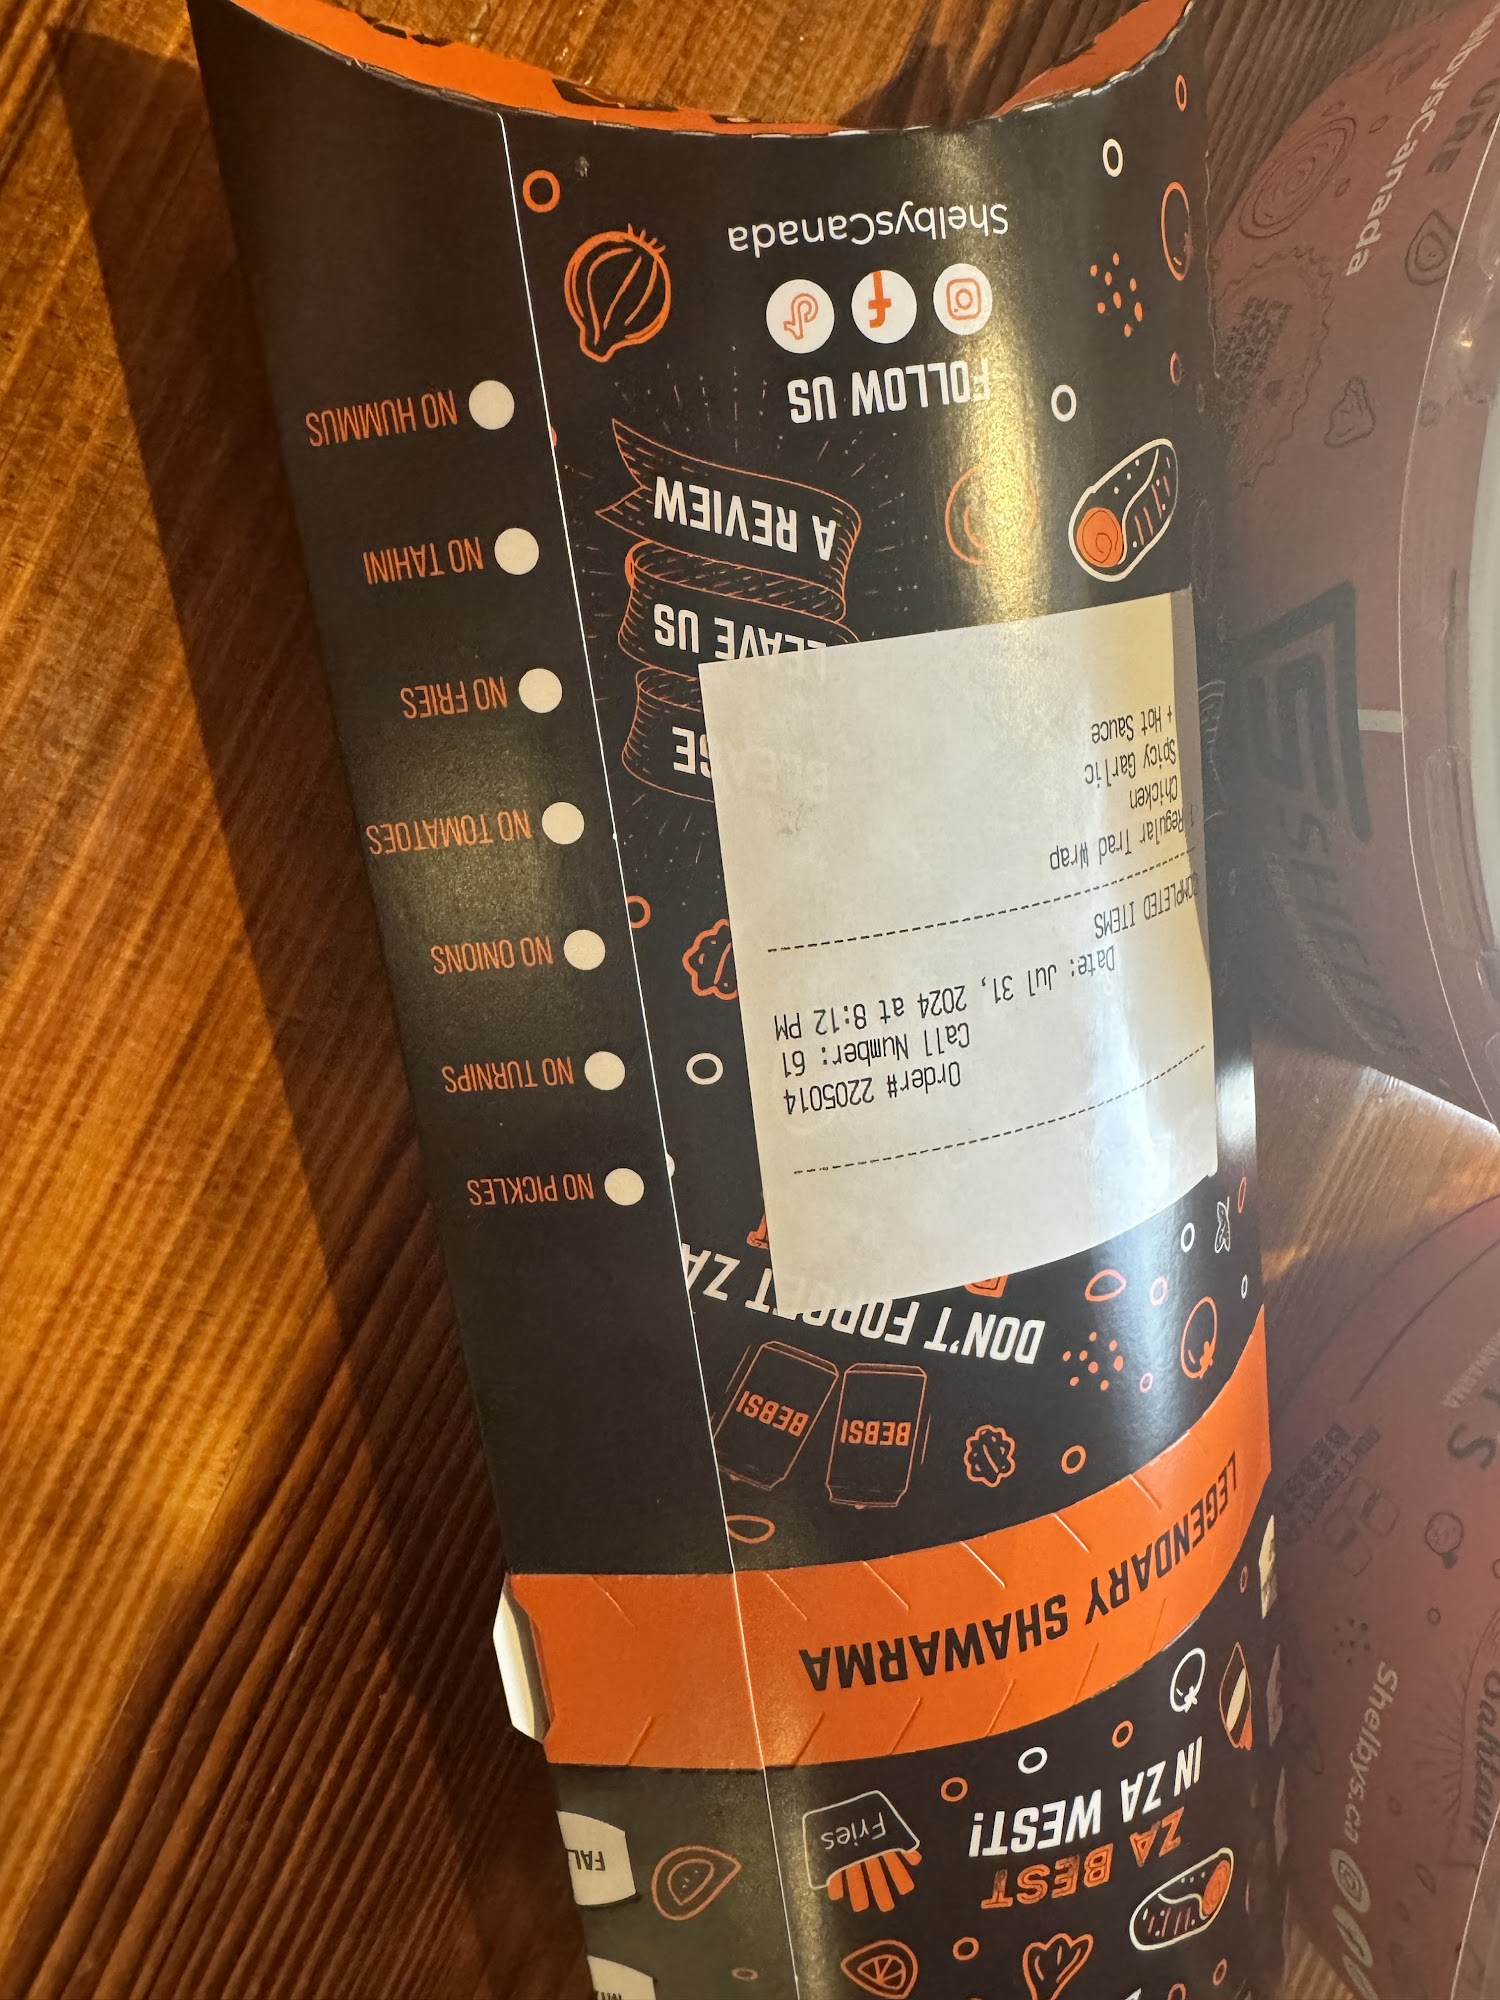 FAL
ZA BEST
IN ZA WEST!
Fries
LEGENDARY SHAWARMA
BEBSI
BEBSI
DON'T FORGET ZA
Order# 2205014
Call Number: 61
Date: Jul 31, 2024 at 8:12 PM
COMPLETED ITEMS
1 Regular Trad Wrap
Chicken
Spicy Garlic
+ Hot Sauce
LEAVE US
A REVIEW
FOLLOW US
ShelbysCanada
NO PICKLES
NO TURNIPS
NO ONIONS
NO TOMATOES
NO FRIES
NO TAHINI
NO HUMMUS
elbysCanada
Shelbys.ca